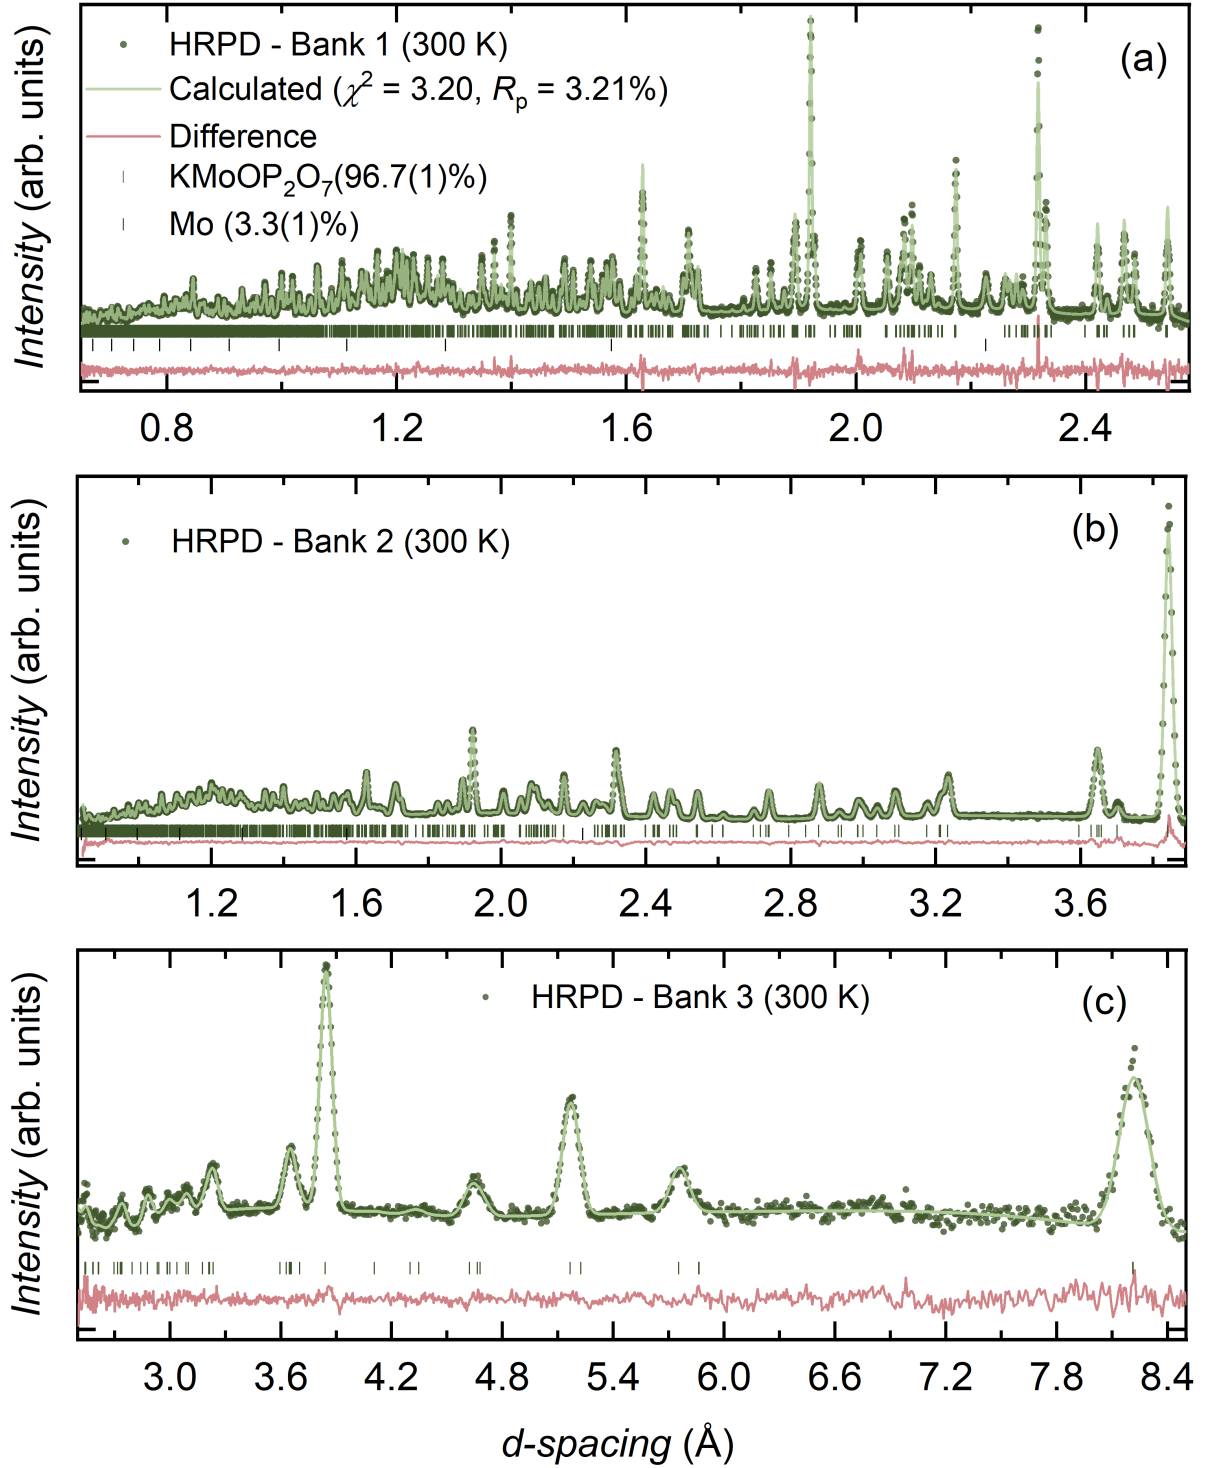 HRPD - Bank 1 (300 K)
(a)
Calculated (χ² = 3.20, Rₚ = 3.21%)
Difference
KMoOP₂O₇(96.7(1)%)
Mo (3.3(1)%)
Intensity (arb. units)
0.8 1.2 1.6 2.0 2.4
HRPD - Bank 2 (300 K)
(b)
Intensity (arb. units)
1.2 1.6 2.0 2.4 2.8 3.2 3.6
HRPD - Bank 3 (300 K)
(c)
Intensity (arb. units)
3.0 3.6 4.2 4.8 5.4 6.0 6.6 7.2 7.8 8.4
d-spacing (Å)